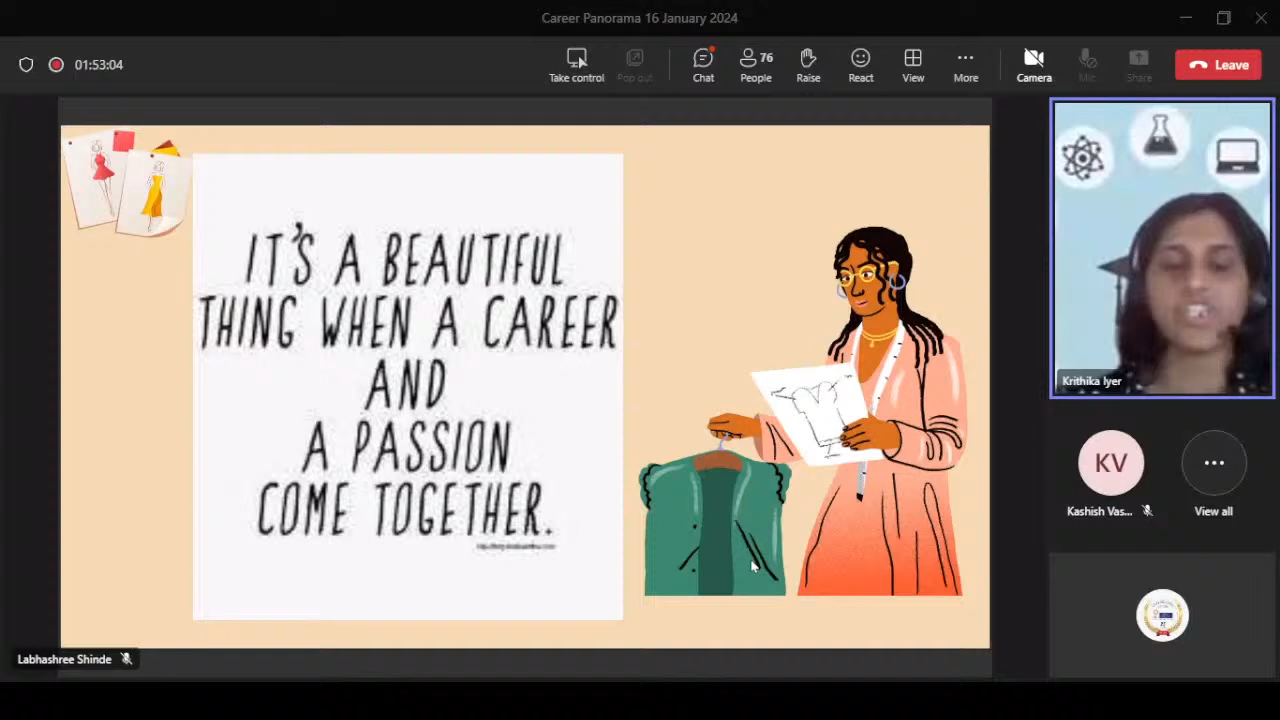 Career Panorama 16 January 2024
01:53:04
Take control
Pop out
Chat
76
People
Raise
React
View
More
Camera
Mic
Share
Leave
IT'S A BEAUTIFUL
THING WHEN A CAREER
AND
A PASSION
COME TOGETHER.
Krithika Iyer
KV
Kashish Vas...
View all
Labhashree Shinde